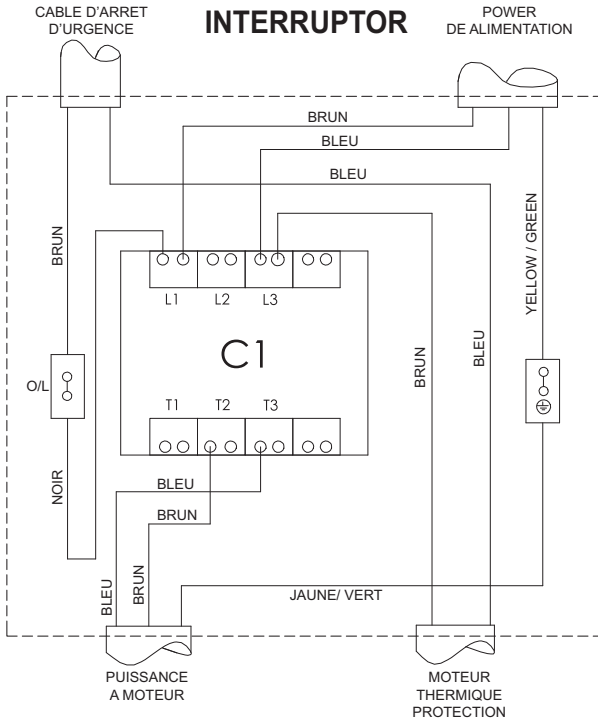 CABLE D'ARRET
D'URGENCE
INTERRUPTOR
POWER
DE ALIMENTATION
BRUN
BLEU
BLEU
BRUN
YELLOW / GREEN
L1
L2
L3
C1
BRUN
BLEU
O/L
T1
T2
T3
NOIR
BLEU
BRUN
BLEU
BRUN
JAUNE/ VERT
PUISSANCE
A MOTEUR
MOTEUR
THERMIQUE
PROTECTION